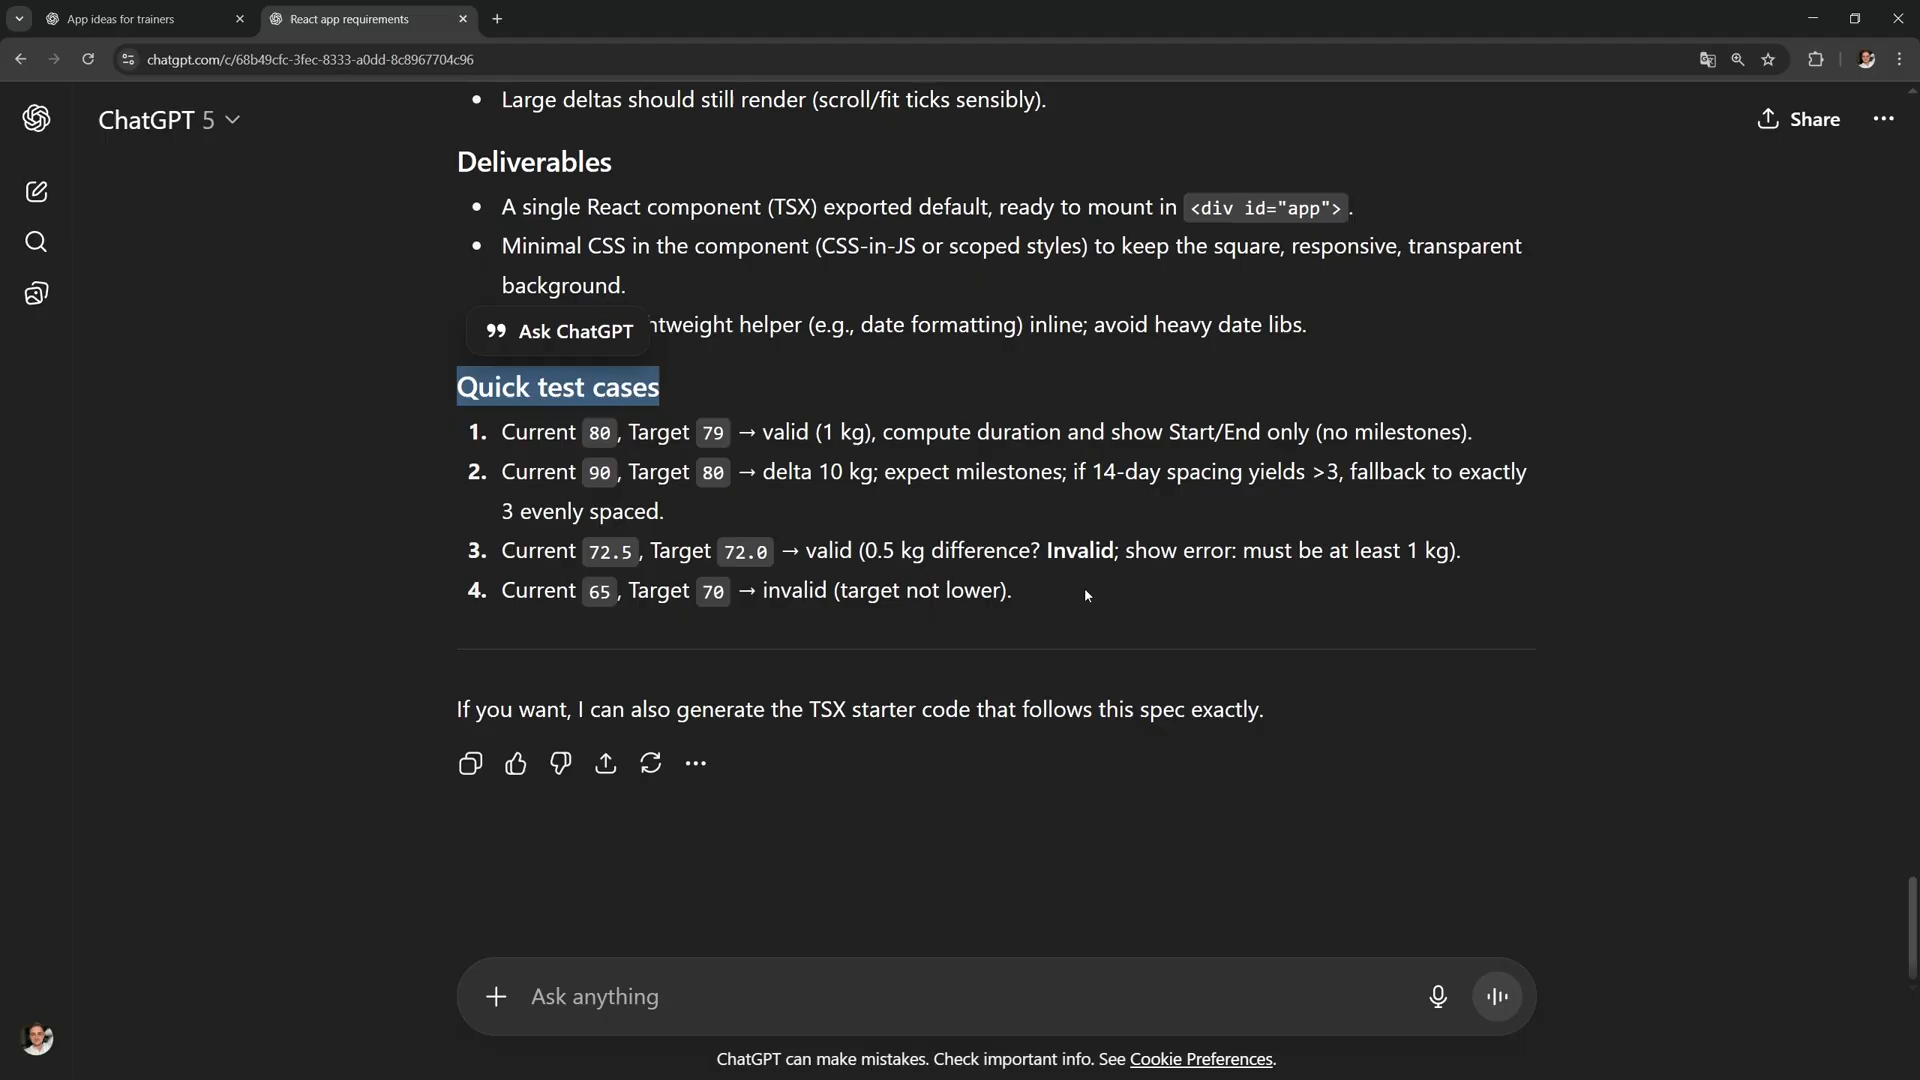 App ideas for trainers
React app requirements
chatgpt.com/c/68b49cfc-3fec-8333-a0dd-8c8967704c96
ChatGPT 5
Share
• Large deltas should still render (scroll/fit ticks sensibly).
Deliverables
• A single React component (TSX) exported default, ready to mount in <div id="app">.
• Minimal CSS in the component (CSS-in-JS or scoped styles) to keep the square, responsive, transparent
background.
Ask ChatGPT
htweight helper (e.g., date formatting) inline; avoid heavy date libs.
Quick test cases
1. Current 80, Target 79 → valid (1 kg), compute duration and show Start/End only (no milestones).
2. Current 90, Target 80 → delta 10 kg; expect milestones; if 14-day spacing yields >3, fallback to exactly
3 evenly spaced.
3. Current 72.5, Target 72.0 → valid (0.5 kg difference? Invalid; show error: must be at least 1 kg).
4. Current 65, Target 70 → invalid (target not lower).
If you want, I can also generate the TSX starter code that follows this spec exactly.
Ask anything
ChatGPT can make mistakes. Check important info. See Cookie Preferences.